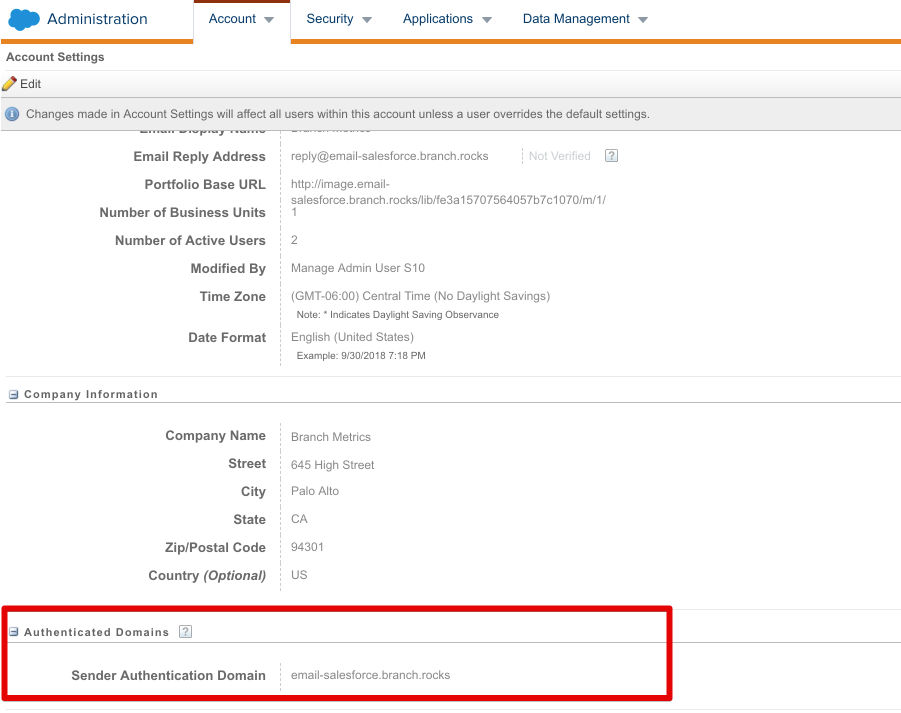 Administration
Account
Security
Applications
Data Management
Account Settings
Edit
Changes made in Account Settings will affect all users within this account unless a user overrides the default settings.
Email Display Name Branch Metrics
Email Reply Address reply@email-salesforce.branch.rocks Not Verified ?
Portfolio Base URL http://image.email-
salesforce.branch.rocks/lib/fe3a15707564057b7c1070/m/1/
Number of Business Units 1
Number of Active Users 2
Modified By Manage Admin User S10
Time Zone (GMT-06:00) Central Time (No Daylight Savings)
Note: * Indicates Daylight Saving Observance
Date Format English (United States)
Example: 9/30/2018 7:18 PM
Company Information
Company Name Branch Metrics
Street 645 High Street
City Palo Alto
State CA
Zip/Postal Code 94301
Country (Optional) US
Authenticated Domains ?
Sender Authentication Domain email-salesforce.branch.rocks